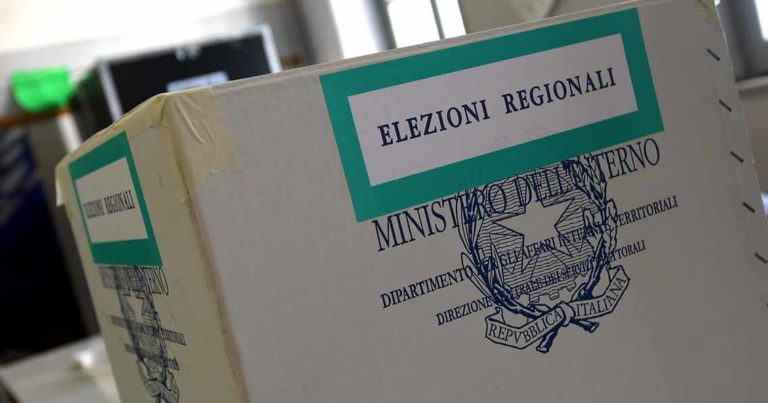 ELEZIONI REGIONALI
MINISTERO DELL'INTERNO
DIPARTIMENTO PER GLI AFFARI INTERNI E TERRITORIALI
DIREZIONE CENTRALE DEI SERVIZI ELETTORALI
REPVBBLICA ITALIANA
ELEZIONI REGIONALI